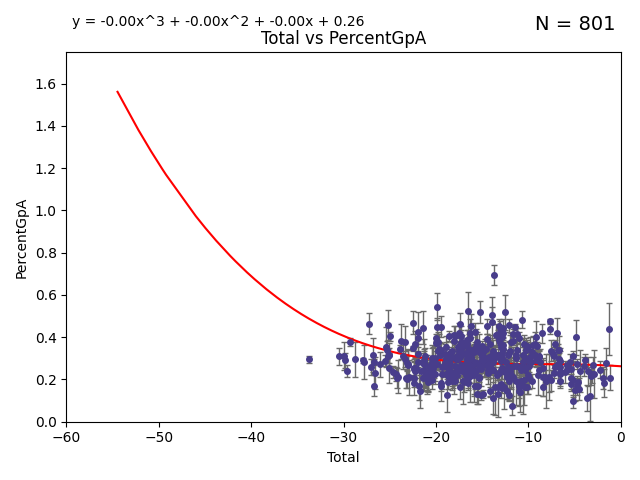 y = -0.00x^3 + -0.00x^2 + -0.00x + 0.26
N = 801
Total vs PercentGpA
PercentGpA
1.6
1.4
1.2
1.0
0.8
0.6
0.4
0.2
0.0
−60 −50 −40 −30 −20 −10 0
Total